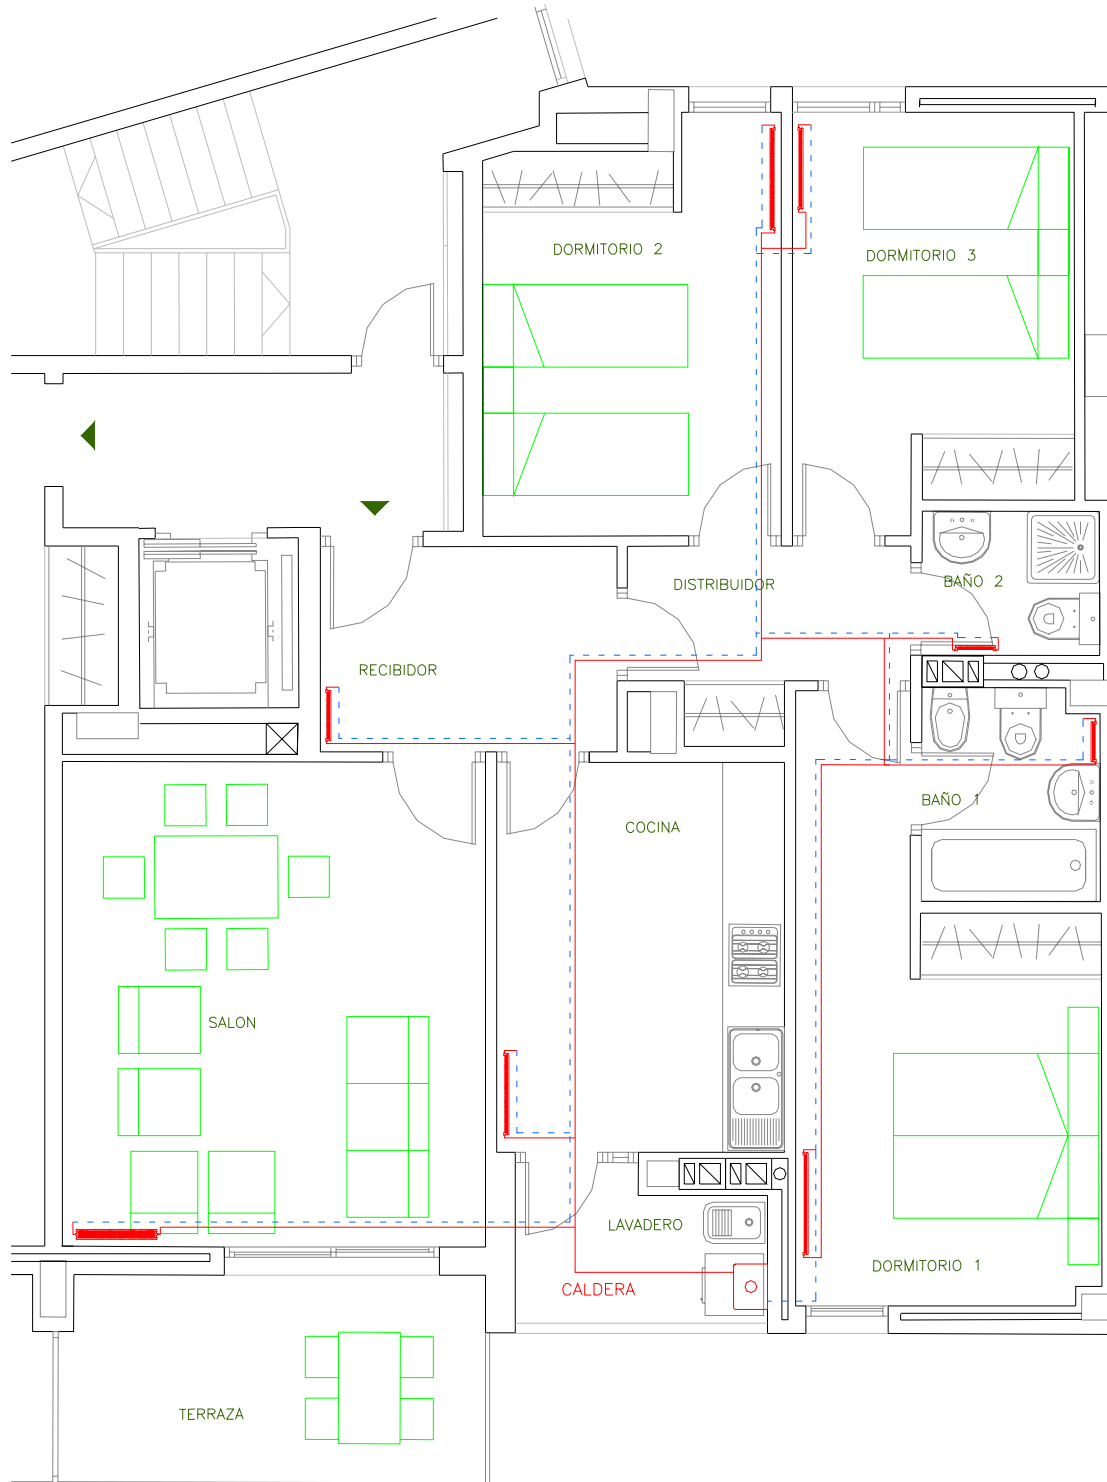 DORMITORIO 2
DORMITORIO 3
DISTRIBUIDOR
BAÑO 2
RECIBIDOR
BAÑO 1
COCINA
SALON
LAVADERO
DORMITORIO 1
CALDERA
TERRAZA